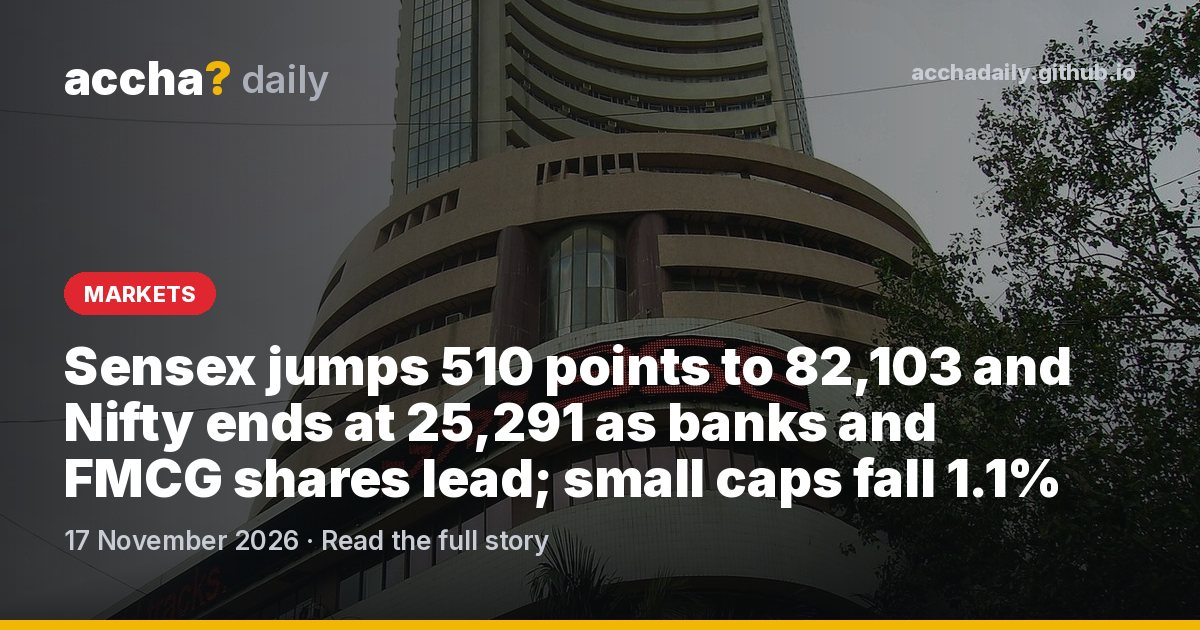 accha? daily
acchadaily.github.io
MARKETS
Sensex jumps 510 points to 82,103 and
Nifty ends at 25,291 as banks and
FMCG shares lead; small caps fall 1.1%
17 November 2026 · Read the full story